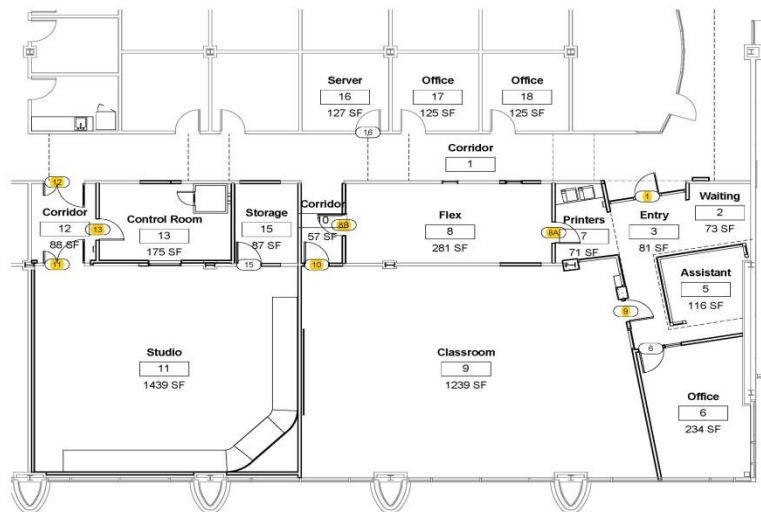 Server
16
127 SF
Office
17
125 SF
Office
18
125 SF
16
Corridor
1
12
1
Corridor
12
88 SF
13
Control Room
13
175 SF
Storage
15
87 SF
Corridor
10
57 SF
8B
Flex
8
281 SF
8A
Printers
7
71 SF
Entry
3
81 SF
Waiting
2
73 SF
11
15
10
Assistant
5
116 SF
9
6
Studio
11
1439 SF
Classroom
9
1239 SF
Office
6
234 SF